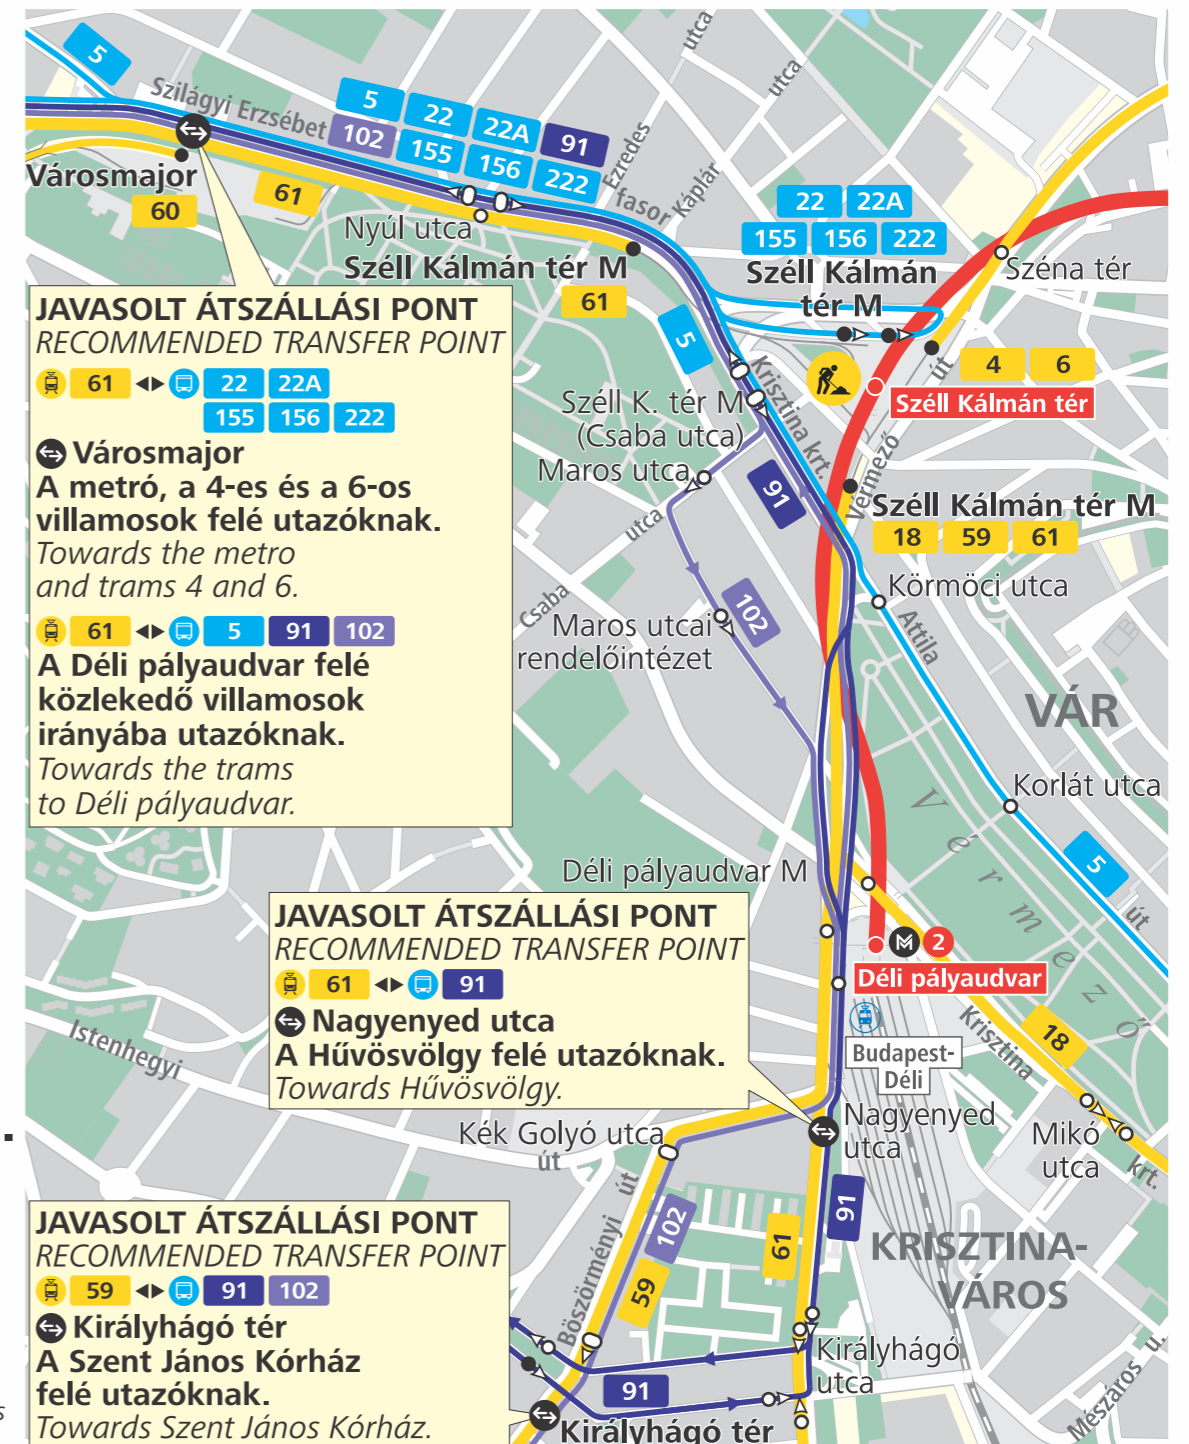 5
Szilágyi Erzsébet
fasor
5 22 22A 91
102 155 156 222
Ezredes
utca
utca
Káplár
utca
Városmajor
60
61
Nyúl utca
Széll Kálmán tér M
61
22 22A
155 156 222
Széll Kálmán
tér M
Széna tér
4 6
Széll Kálmán tér
út
Vérmező
5
Krisztina krt.
Széll K. tér M
(Csaba utca)
Maros utca
91
Széll Kálmán tér M
18 59 61
Csaba
utca
102
Körmöci utca
Attila
út
Maros utcai
rendelőintézet
VÁR
Korlát utca
5
Vérmező
JAVASOLT ÁTSZÁLLÁSI PONT
RECOMMENDED TRANSFER POINT
61 22 22A
155 156 222
Városmajor
A metró, a 4-es és a 6-os
villamosok felé utazóknak.
Towards the metro
and trams 4 and 6.
61 5 91 102
A Déli pályaudvar felé
közlekedő villamosok
irányába utazóknak.
Towards the trams
to Déli pályaudvar.
Déli pályaudvar M
M 2
Déli pályaudvar
Budapest-
Déli
JAVASOLT ÁTSZÁLLÁSI PONT
RECOMMENDED TRANSFER POINT
61 91
Nagyenyed utca
A Hűvösvölgy felé utazóknak.
Towards Hűvösvölgy.
Krisztina
krt.
18
Istenhegyi
út
Kék Golyó utca
Nagyenyed
utca
Mikó
utca
Böszörményi
út
102
59
61
91
KRISZTINA-
VÁROS
JAVASOLT ÁTSZÁLLÁSI PONT
RECOMMENDED TRANSFER POINT
59 91 102
Királyhágó tér
A Szent János Kórház
felé utazóknak.
Towards Szent János Kórház.
Királyhágó
utca
91
Királyhágó tér
Mészáros u.
s